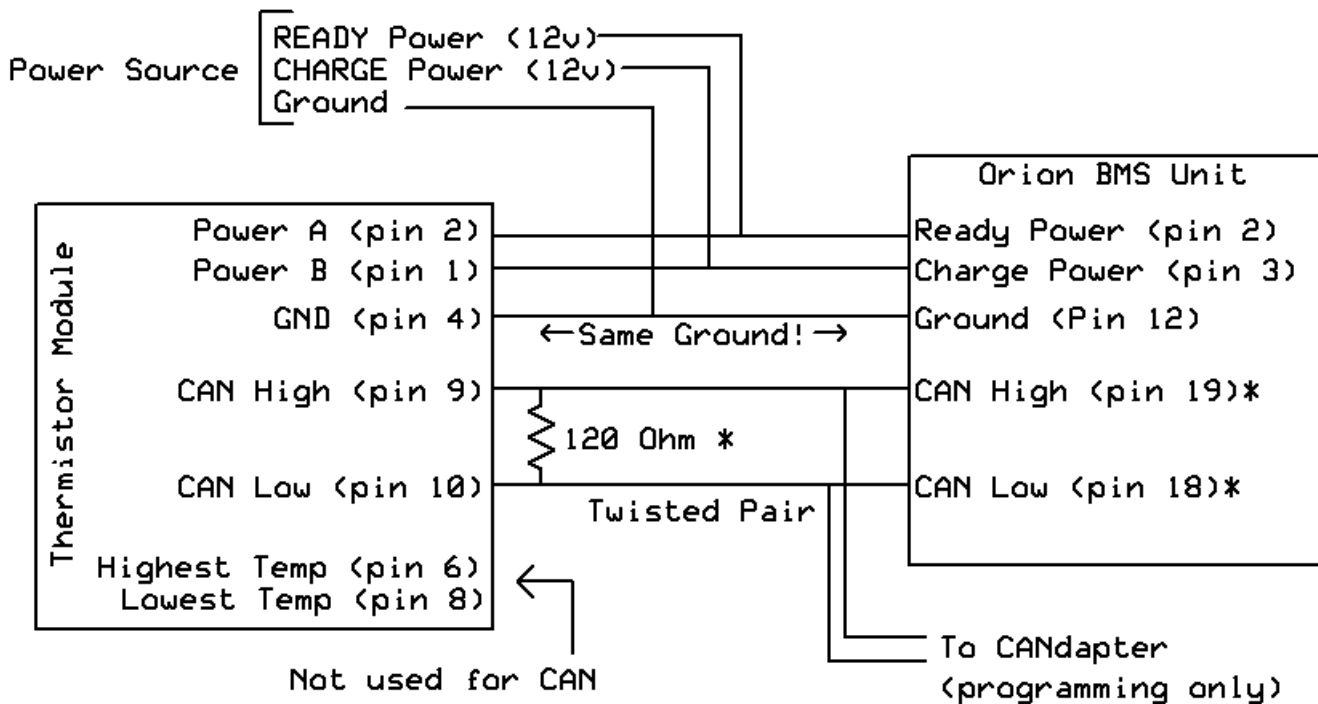 Power Source
READY Power (12v)
CHARGE Power (12v)
Ground
Orion BMS Unit
Thermistor Module
Power A (pin 2)
Ready Power (pin 2)
Power B (pin 1)
Charge Power (pin 3)
GND (pin 4)
←Same Ground!→
Ground (Pin 12)
CAN High (pin 9)
CAN High (pin 19)*
120 Ohm *
CAN Low (pin 10)
CAN Low (pin 18)*
Twisted Pair
Highest Temp (pin 6)
Lowest Temp (pin 8)
Not used for CAN
To CANdapter
(programming only)